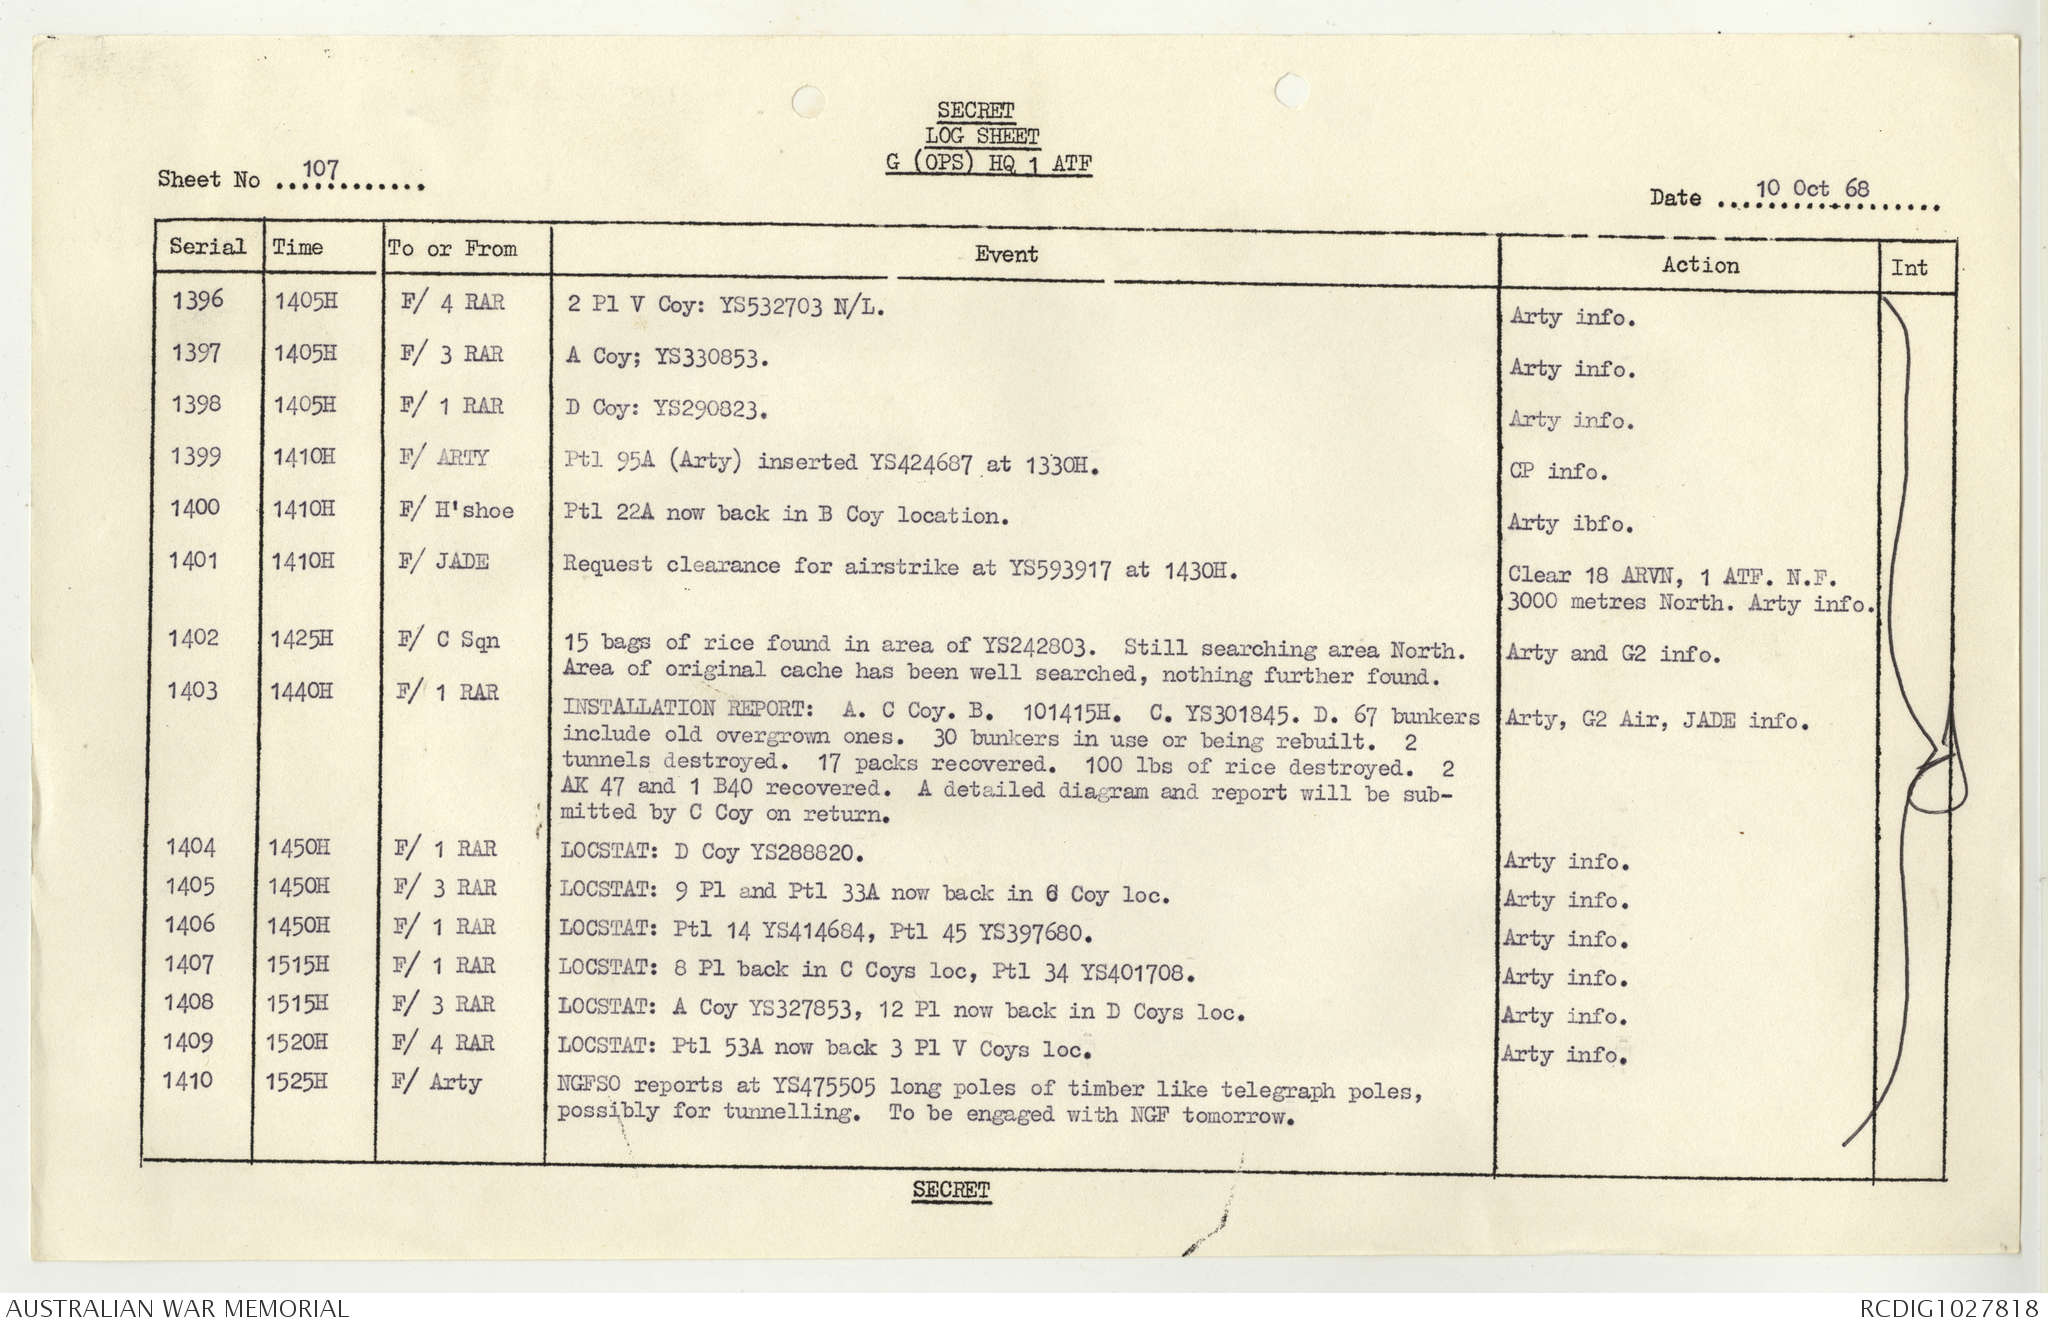 SECRET
LOG SHEET
G (OPS) HQ 1 ATF
Sheet No 107
Date 10 Oct 68
Serial Time To or From Event Action Int
1396 1405H F/ 4 RAR 2 Pl V Coy: YS532703 N/L. Arty info.
1397 1405H F/ 3 RAR A Coy; YS330853. Arty info.
1398 1405H F/ 1 RAR D Coy: YS290823. Arty info.
1399 1410H F/ ARTY Ptl 95A (Arty) inserted YS424687 at 1330H. CP info.
1400 1410H F/ H'shoe Ptl 22A now back in B Coy location. Arty ibfo.
1401 1410H F/ JADE Request clearance for airstrike at YS593917 at 1430H. Clear 18 ARVN, 1 ATF. N.F.
3000 metres North. Arty info.
1402 1425H F/ C Sqn 15 bags of rice found in area of YS242803. Still searching area North. Arty and G2 info.
Area of original cache has been well searched, nothing further found.
1403 1440H F/ 1 RAR INSTALLATION REPORT: A. C Coy. B. 101415H. C. YS301845. D. 67 bunkers Arty, G2 Air, JADE info.
include old overgrown ones. 30 bunkers in use or being rebuilt. 2
tunnels destroyed. 17 packs recovered. 100 lbs of rice destroyed. 2
AK 47 and 1 B40 recovered. A detailed diagram and report will be sub-
mitted by C Coy on return.
1404 1450H F/ 1 RAR LOCSTAT: D Coy YS288820. Arty info.
1405 1450H F/ 3 RAR LOCSTAT: 9 Pl and Ptl 33A now back in Coy loc. Arty info.
1406 1450H F/ 1 RAR LOCSTAT: Ptl 14 YS414684, Ptl 45 YS397680. Arty info.
1407 1515H F/ 1 RAR LOCSTAT: 8 Pl back in C Coys loc, Ptl 34 YS401708. Arty info.
1408 1515H F/ 3 RAR LOCSTAT: A Coy YS327853, 12 Pl now back in D Coys loc. Arty info.
1409 1520H F/ 4 RAR LOCSTAT: Ptl 53A now back 3 Pl V Coys loc. Arty info.
1410 1525H F/ Arty NGFSO reports at YS475505 long poles of timber like telegraph poles,
possibly for tunnelling. To be engaged with NGF tomorrow.
SECRET
AUSTRALIAN WAR MEMORIAL
RCDIG1027818